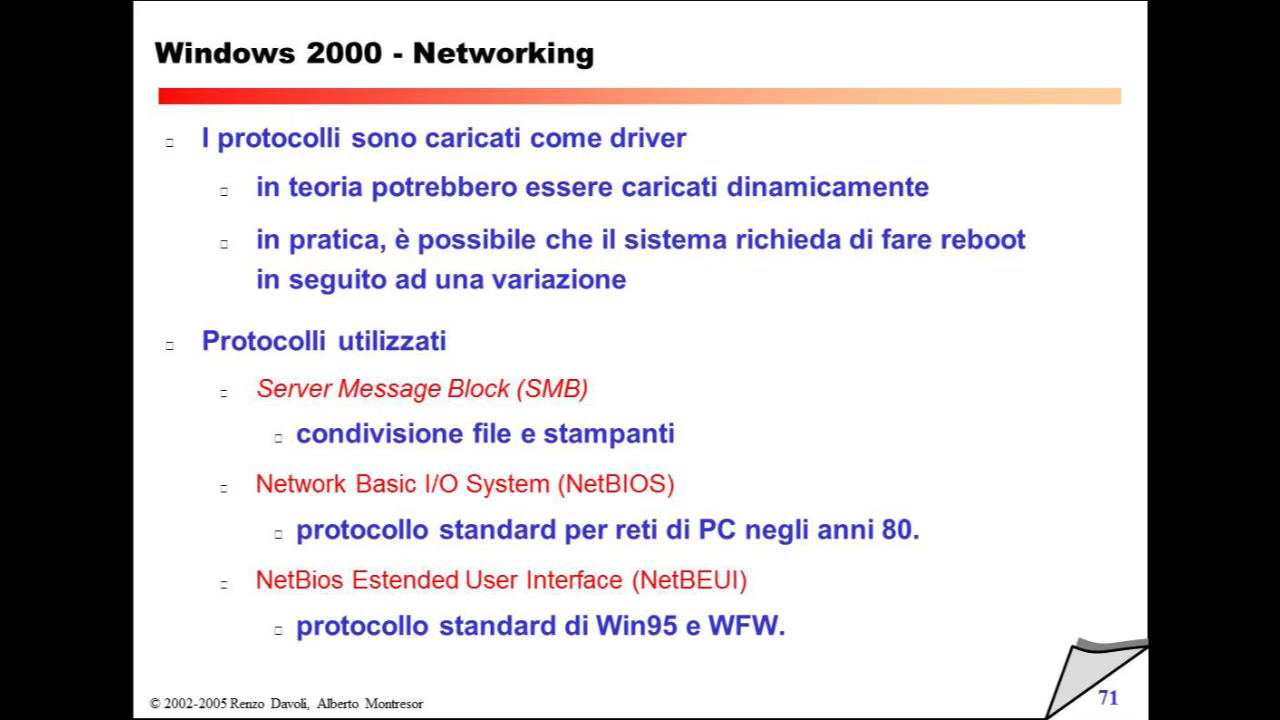 Windows 2000 - Networking
I protocolli sono caricati come driver
in teoria potrebbero essere caricati dinamicamente
in pratica, è possibile che il sistema richieda di fare reboot
in seguito ad una variazione
Protocolli utilizzati
Server Message Block (SMB)
condivisione file e stampanti
Network Basic I/O System (NetBIOS)
protocollo standard per reti di PC negli anni 80.
NetBios Estended User Interface (NetBEUI)
protocollo standard di Win95 e WFW.
© 2002-2005 Renzo Davoli, Alberto Montresor
71